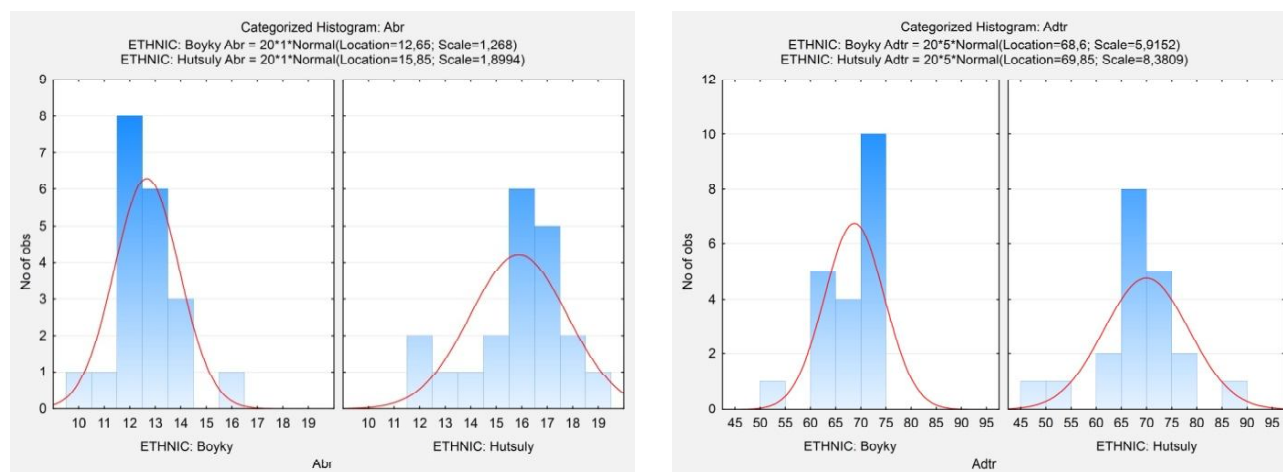 Categorized Histogram: Abr
ETHNIC: Boyky Abr = 20*1*Normal(Location=12,65; Scale=1,268)
ETHNIC: Hutsuly Abr = 20*1*Normal(Location=15,85; Scale=1,8994)
9
8
7
6
5
4
3
2
1
0
No of obs
10 11 12 13 14 15 16 17 18 19
10 11 12 13 14 15 16 17 18 19
ETHNIC: Boyky
ETHNIC: Hutsuly
Abr
Categorized Histogram: Adtr
ETHNIC: Boyky Adtr = 20*5*Normal(Location=68,6; Scale=5,9152)
ETHNIC: Hutsuly Adtr = 20*5*Normal(Location=69,85; Scale=8,3809)
12
10
8
6
4
2
0
No of obs
45 50 55 60 65 70 75 80 85 90 95
45 50 55 60 65 70 75 80 85 90 95
ETHNIC: Boyky
ETHNIC: Hutsuly
Adtr